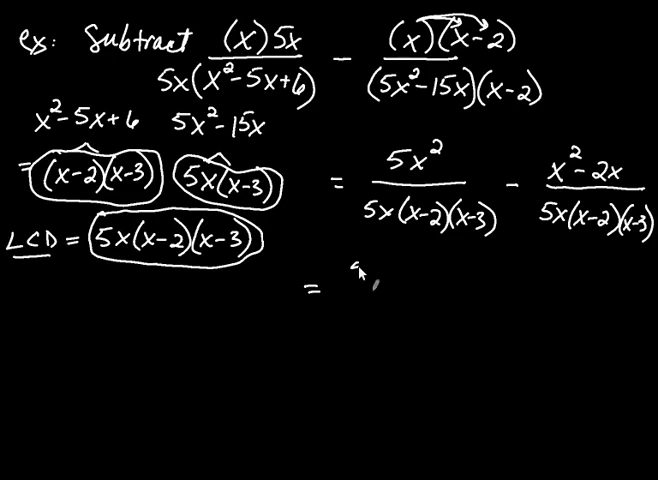 ex: Subtract (x)5x / 5x(x²-5x+6) - (x)(x-2) / (5x²-15x)(x-2)
x²-5x+6 5x²-15x
= (x-2)(x-3) 5x(x-3) = 5x² / 5x(x-2)(x-3) - x²-2x / 5x(x-2)(x-3)
LCD = 5x(x-2)(x-3)
=